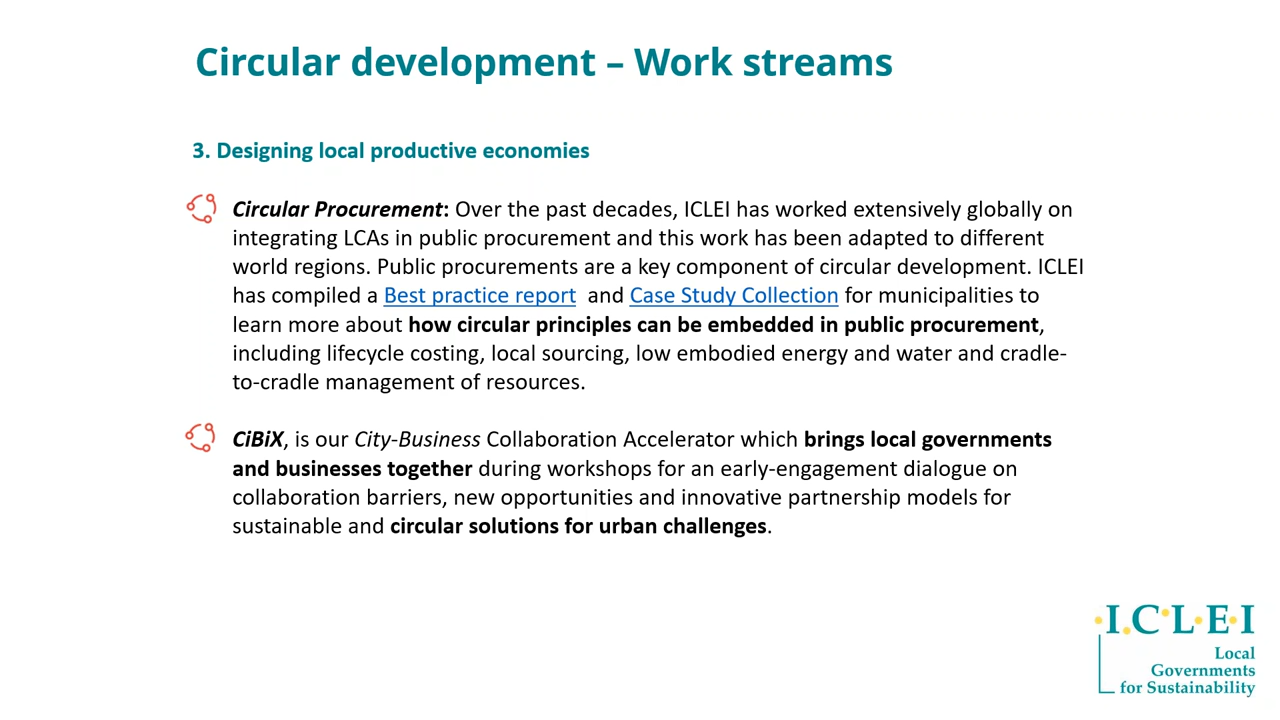 Circular development – Work streams
3. Designing local productive economies
Circular Procurement: Over the past decades, ICLEI has worked extensively globally on
integrating LCAs in public procurement and this work has been adapted to different
world regions. Public procurements are a key component of circular development. ICLEI
has compiled a Best practice report and Case Study Collection for municipalities to
learn more about how circular principles can be embedded in public procurement,
including lifecycle costing, local sourcing, low embodied energy and water and cradle-
to-cradle management of resources.
CiBiX, is our City-Business Collaboration Accelerator which brings local governments
and businesses together during workshops for an early-engagement dialogue on
collaboration barriers, new opportunities and innovative partnership models for
sustainable and circular solutions for urban challenges.
·I.C·L·E·I
Local
Governments
for Sustainability